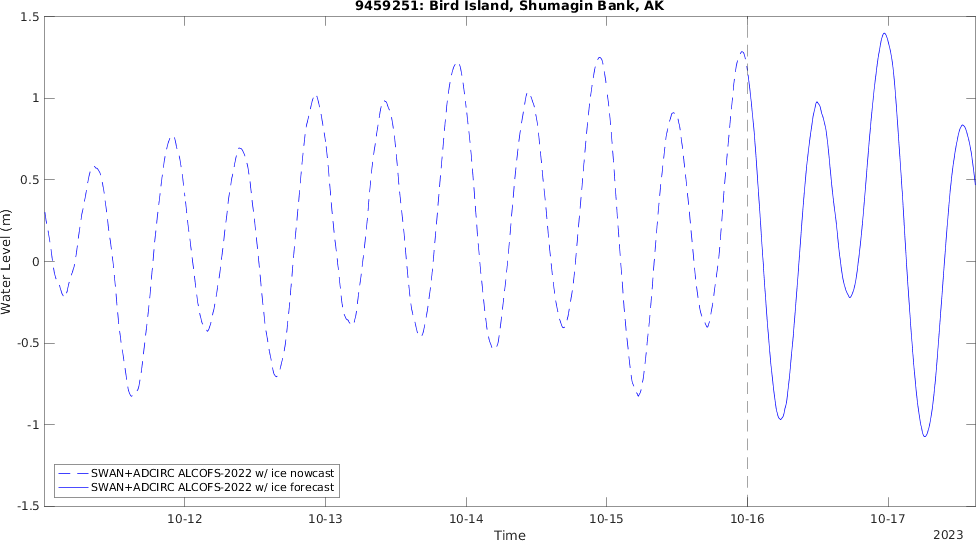 9459251: Bird Island, Shumagin Bank, AK
1.5
1
0.5
0
-0.5
-1
-1.5
Water Level (m)
SWAN+ADCIRC ALCOFS-2022 w/ ice nowcast
SWAN+ADCIRC ALCOFS-2022 w/ ice forecast
10-12 10-13 10-14 10-15 10-16 10-17
Time
2023